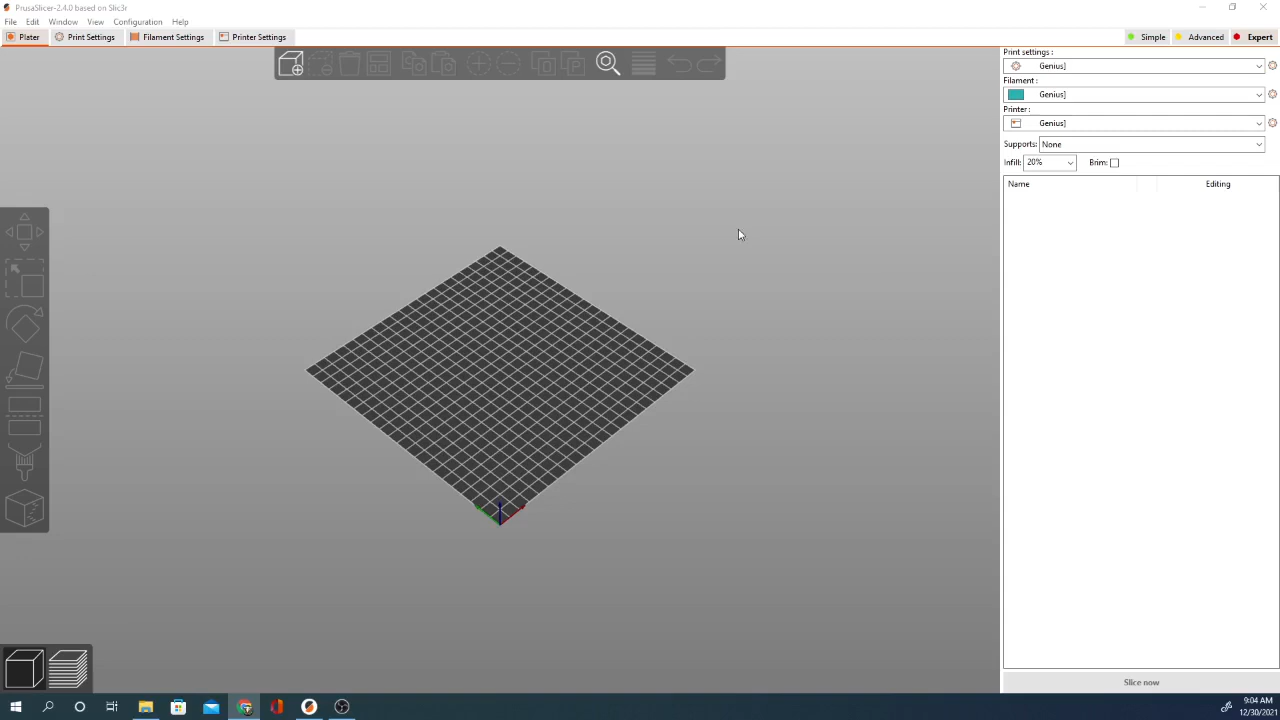 PrusaSlicer-2.4.0 based on Slic3r
File Edit Window View Configuration Help
Plater Print Settings Filament Settings Printer Settings Simple Advanced Expert
Print settings :
Genius]
Filament :
Genius]
Printer :
Genius]
Supports: None
Infill: 20% Brim:
Name Editing
Slice now
9:04 AM
12/30/2021